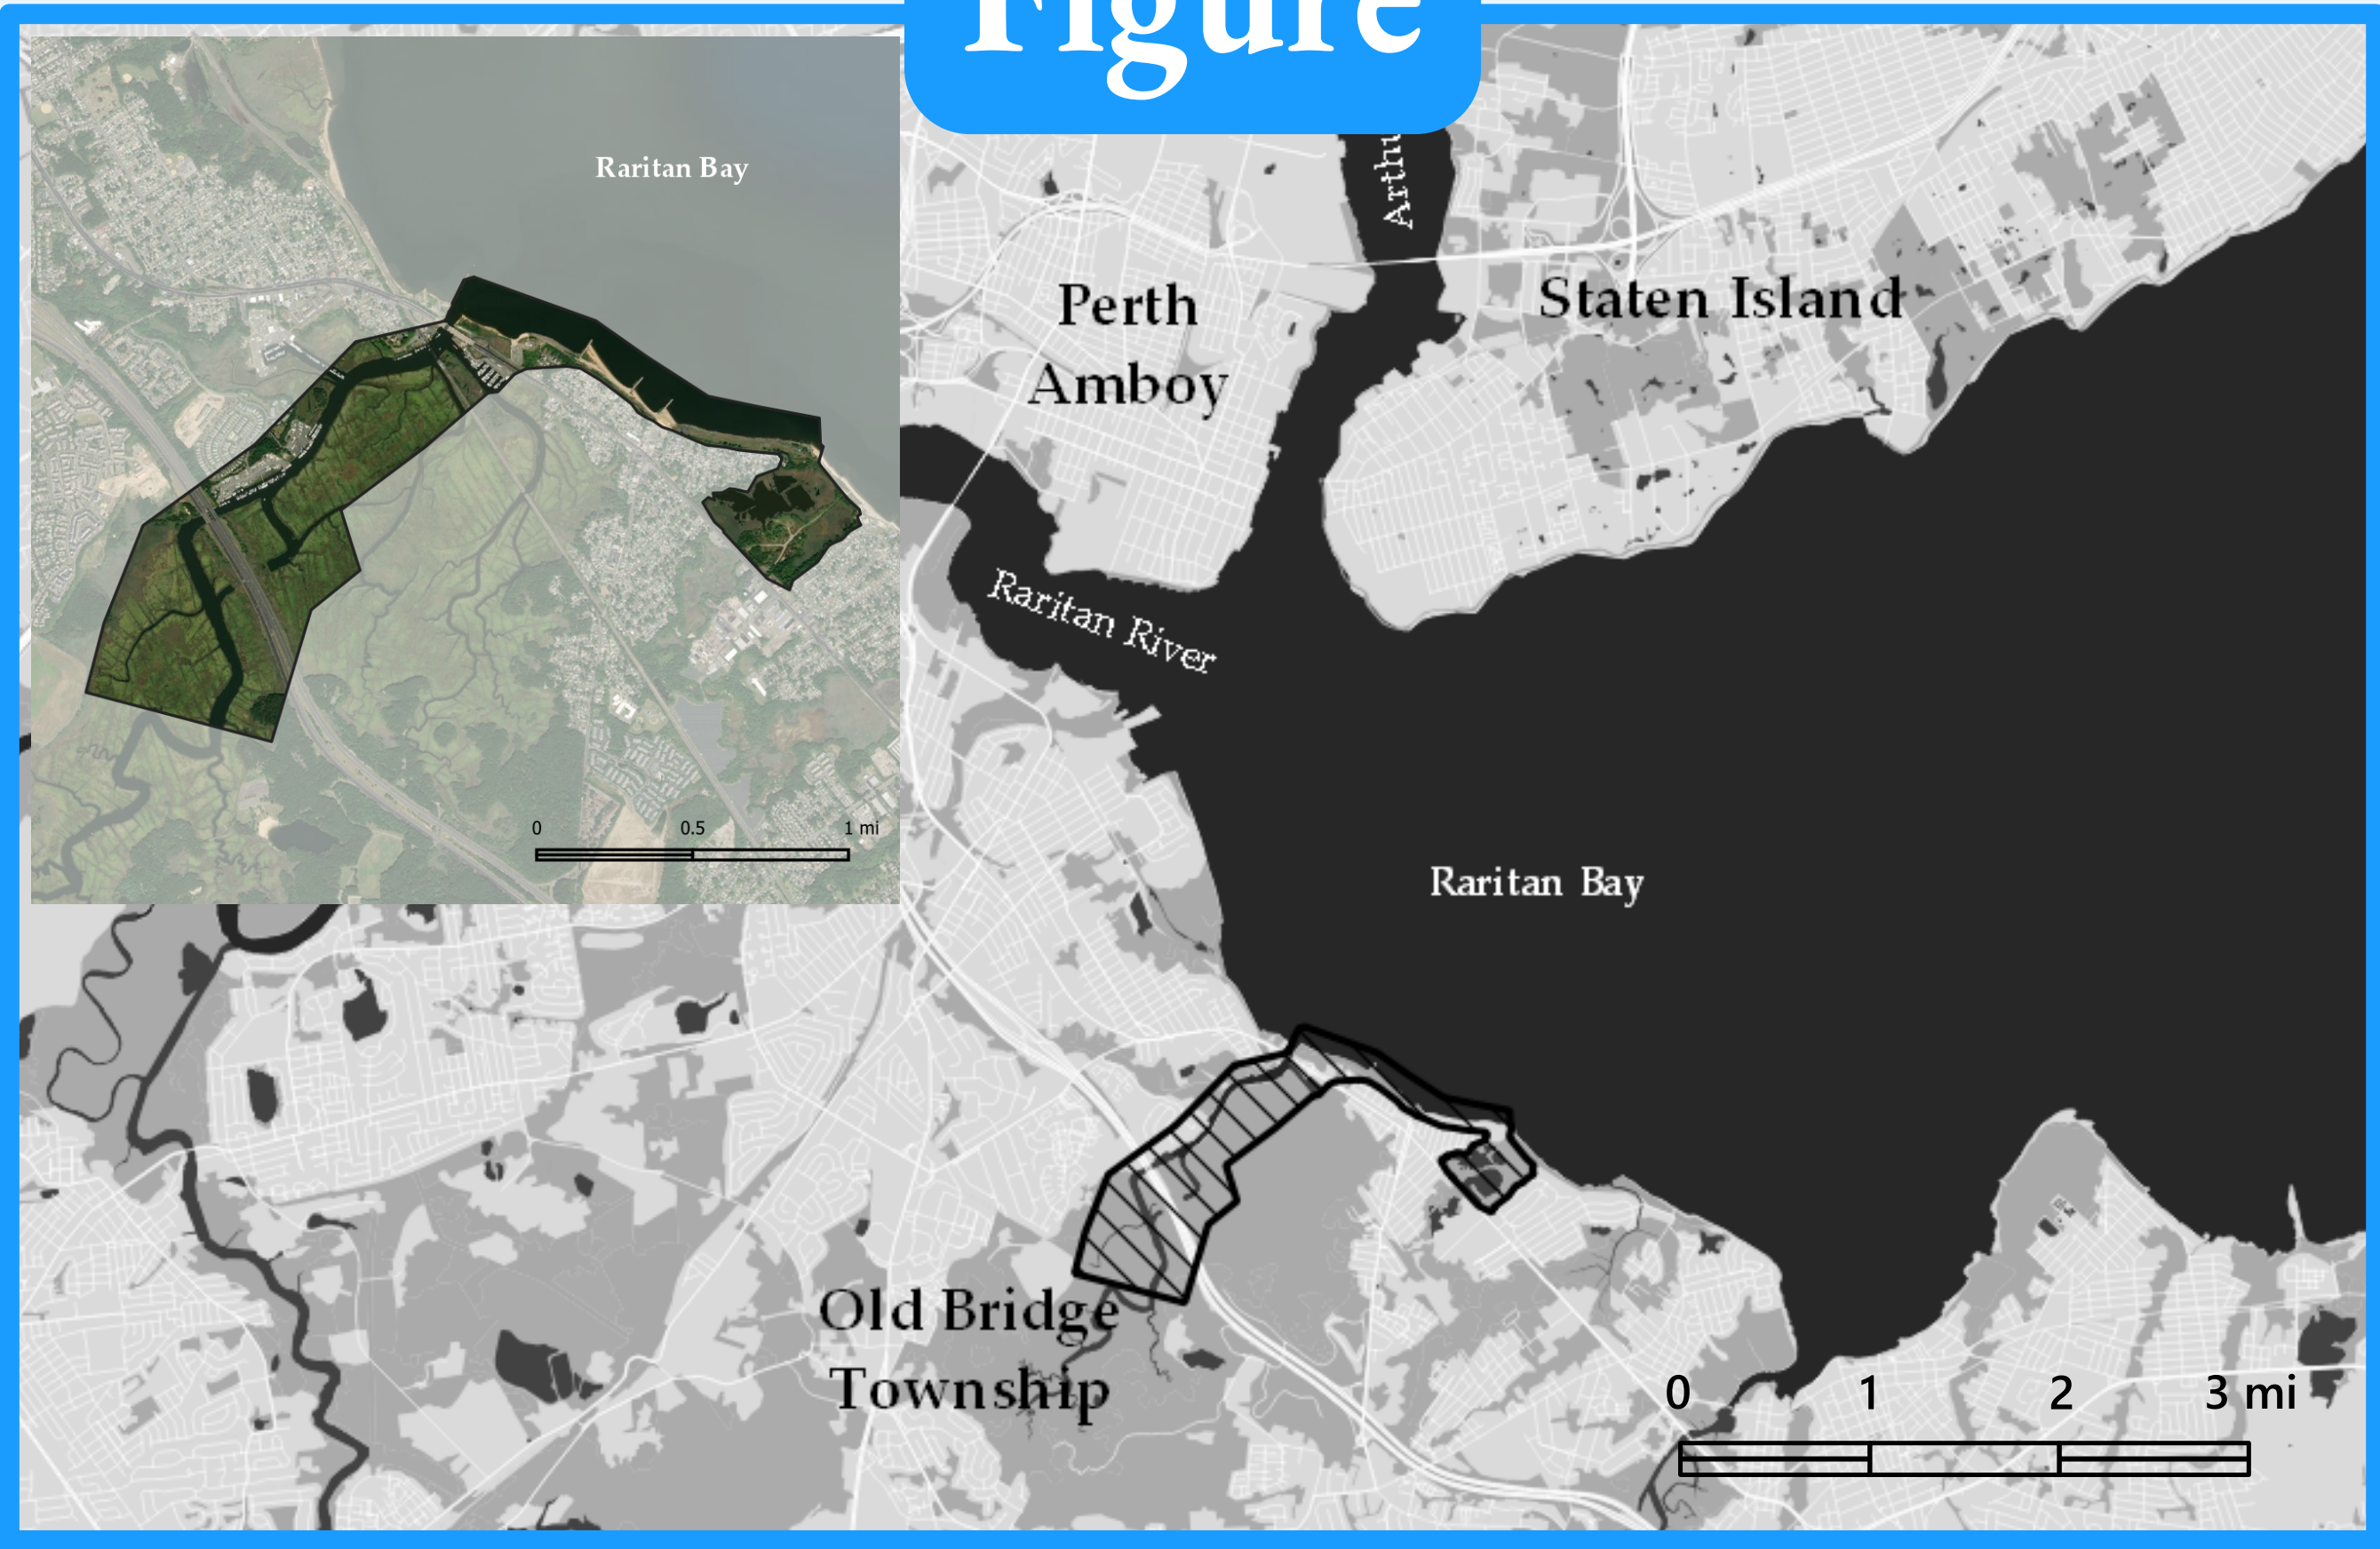 Figure
Raritan Bay
0 0.5 1 mi
Perth
Amboy
Staten Island
Raritan River
Raritan Bay
Old Bridge
Township
0 1 2 3 mi